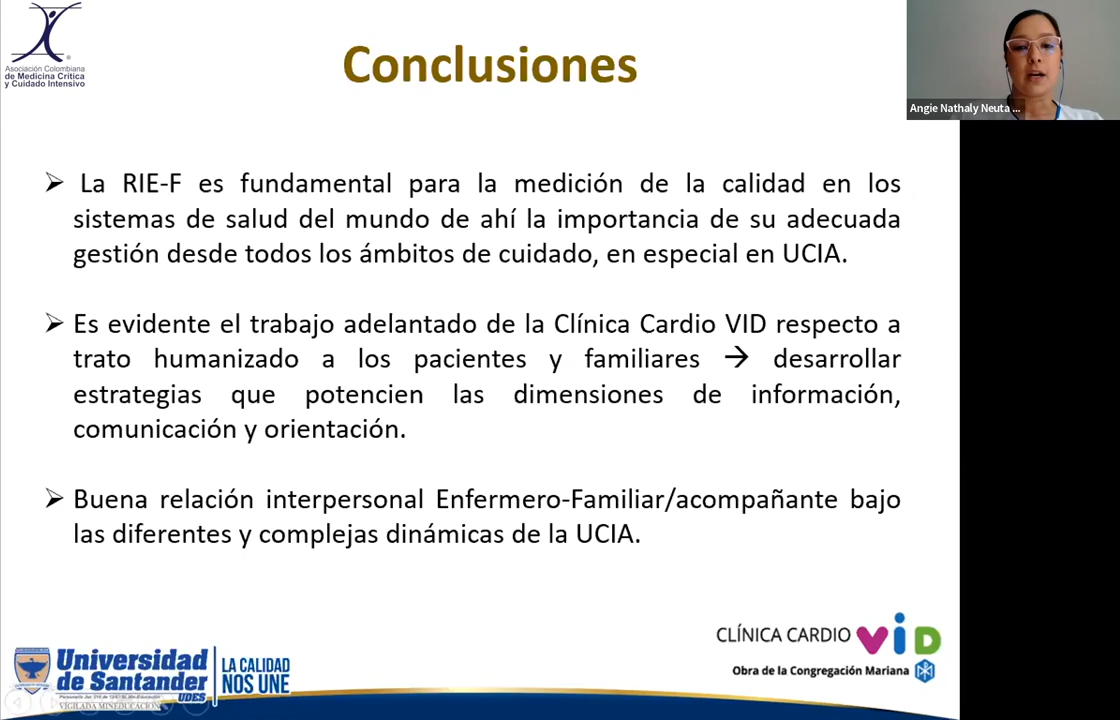 Asociación Colombiana
de Medicina Crítica
y Cuidado Intensivo
Conclusiones
Angie Nathaly Neuta ...
➢ La RIE-F es fundamental para la medición de la calidad en los
sistemas de salud del mundo de ahí la importancia de su adecuada
gestión desde todos los ámbitos de cuidado, en especial en UCIA.
➢ Es evidente el trabajo adelantado de la Clínica Cardio VID respecto a
trato humanizado a los pacientes y familiares → desarrollar
estrategias que potencien las dimensiones de información,
comunicación y orientación.
➢ Buena relación interpersonal Enfermero-Familiar/acompañante bajo
las diferentes y complejas dinámicas de la UCIA.
CLÍNICA CARDIO VID
Obra de la Congregación Mariana
Universidad
de Santander
UDES
LA CALIDAD
NOS UNE
VIGILADA MINEDUCACIÓN